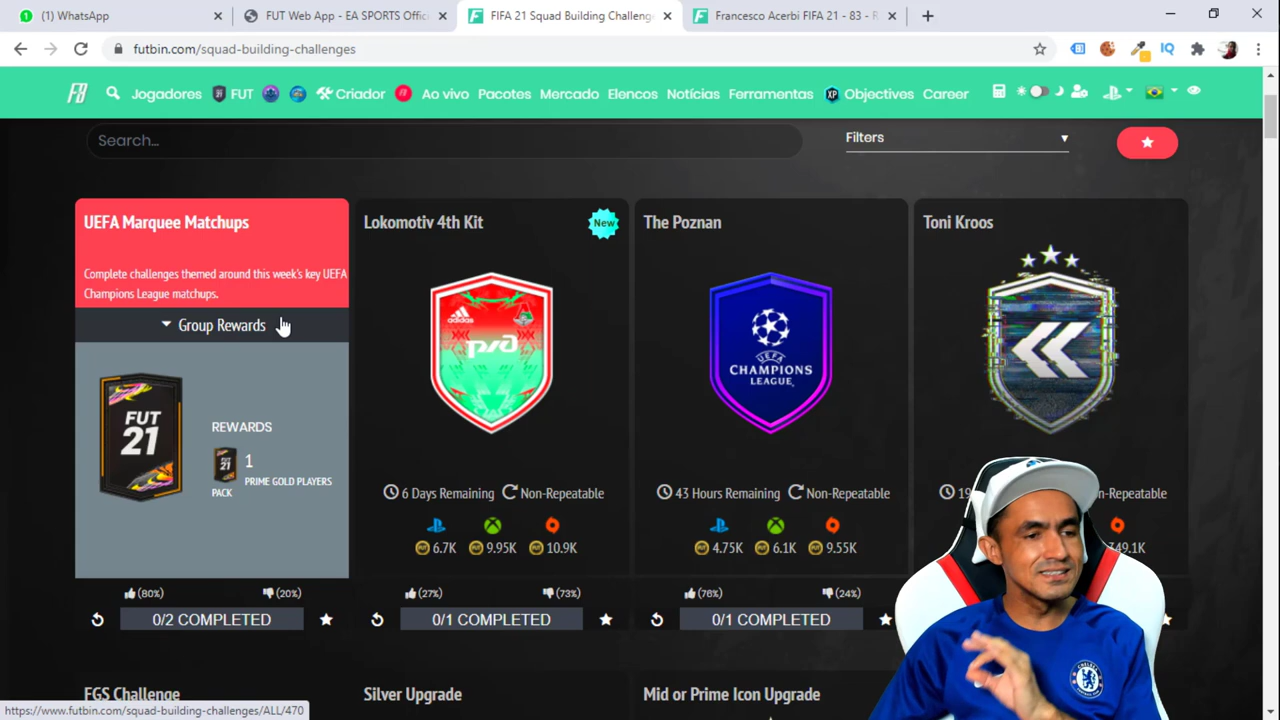 (1) WhatsApp
FUT Web App - EA SPORTS Offici
FIFA 21 Squad Building Challeng
Francesco Acerbi FIFA 21 - 83 - R
futbin.com/squad-building-challenges
IQ
Jogadores FUT Criador Ao vivo Pacotes Mercado Elencos Notícias Ferramentas XP Objectives Career
Search...
Filters
UEFA Marquee Matchups
Complete challenges themed around this week's key UEFA
Champions League matchups.
Group Rewards
FUT
21
REWARDS
1
PRIME GOLD PLAYERS
PACK
(80%) (20%)
0/2 COMPLETED
Lokomotiv 4th Kit
New
adidas
6 Days Remaining Non-Repeatable
6.7K 9.95K 10.9K
(27%) (73%)
0/1 COMPLETED
The Poznan
UEFA
CHAMPIONS
LEAGUE
43 Hours Remaining Non-Repeatable
4.75K 6.1K 9.55K
(76%) (24%)
0/1 COMPLETED
Toni Kroos
n-Repeatable
749.1K
FGS Challenge
Silver Upgrade
Mid or Prime Icon Upgrade
https://www.futbin.com/squad-building-challenges/ALL/470